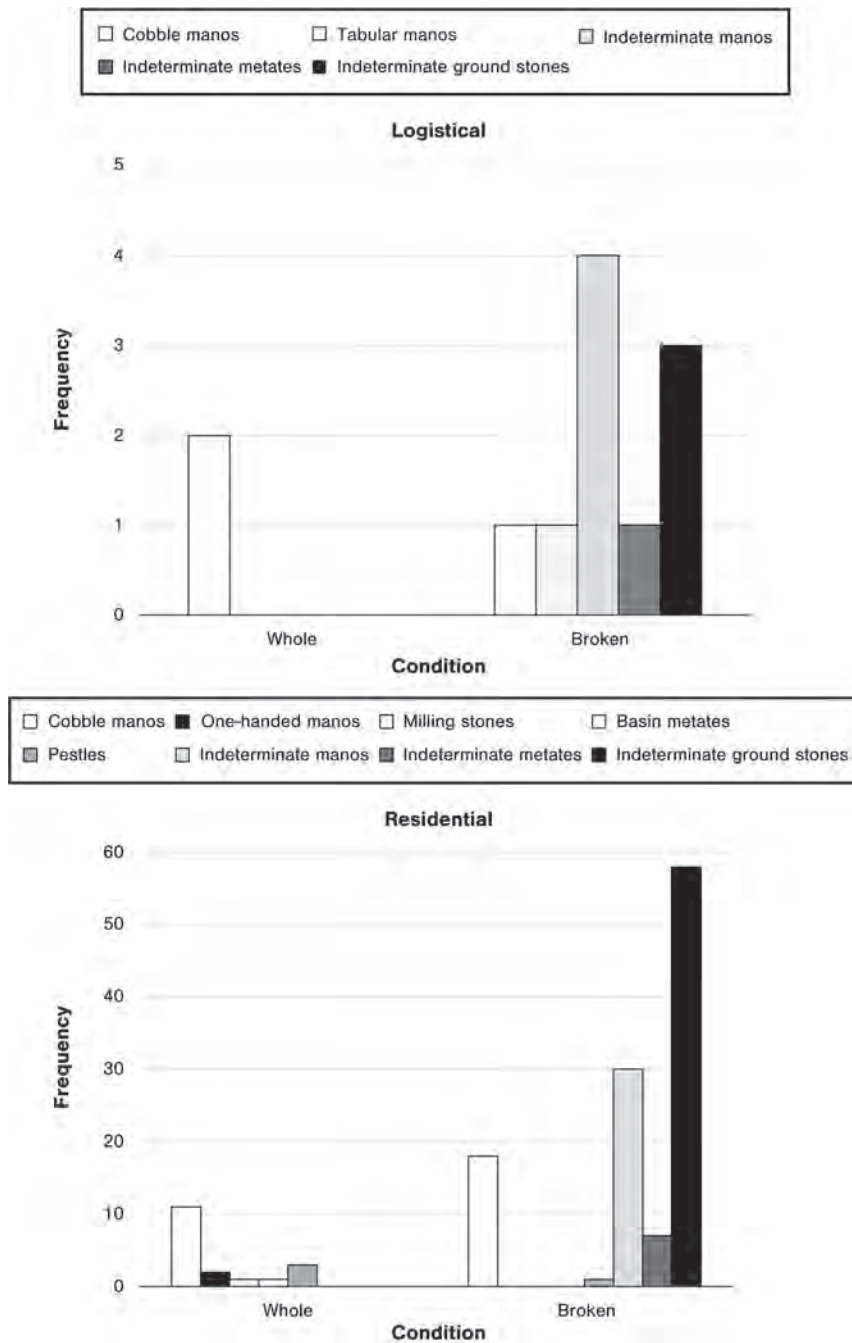 Cobble manos Tabular manos Indeterminate manos
Indeterminate metates Indeterminate ground stones
Logistical
5
4
3
2
1
0
Frequency
Whole Broken
Condition
Cobble manos One-handed manos Milling stones Basin metates
Pestles Indeterminate manos Indeterminate metates Indeterminate ground stones
Residential
60
50
40
30
20
10
0
Frequency
Whole Broken
Condition